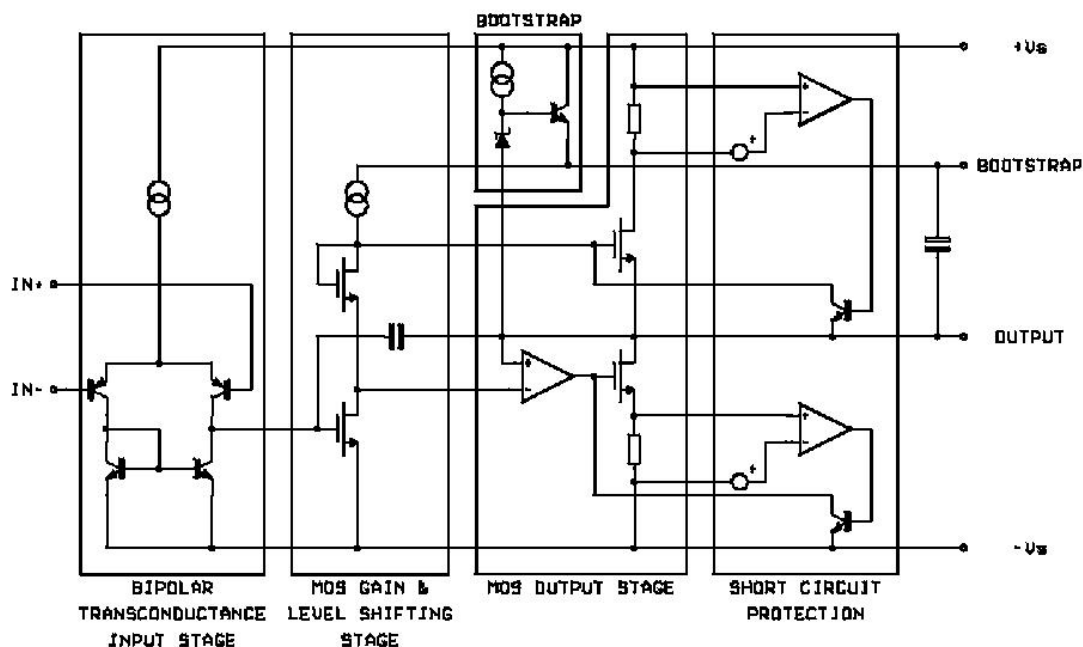 BOOTSTRAP
+Vs
BOOTSTRAP
IN+
OUTPUT
IN-
-Vs
BIPOLAR
TRANSCONDUCTANCE
INPUT STAGE
MOS GAIN &
LEVEL SHIFTING
STAGE
MOS OUTPUT STAGE
SHORT CIRCUIT
PROTECTION
+
-
+
+
-
+
-
+